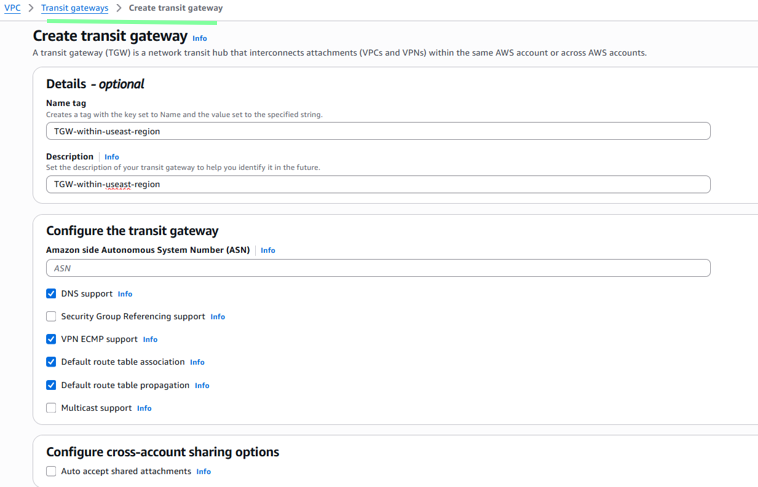 VPC > Transit gateways > Create transit gateway
Create transit gateway Info
A transit gateway (TGW) is a network transit hub that interconnects attachments (VPCs and VPNs) within the same AWS account or across AWS accounts.
Details - optional
Name tag
Creates a tag with the key set to Name and the value set to the specified string.
TGW-within-useast-region
Description | Info
Set the description of your transit gateway to help you identify it in the future.
TGW-within-useast-region
Configure the transit gateway
Amazon side Autonomous System Number (ASN) | Info
ASN
DNS support Info
Security Group Referencing support Info
VPN ECMP support Info
Default route table association Info
Default route table propagation Info
Multicast support Info
Configure cross-account sharing options
Auto accept shared attachments Info